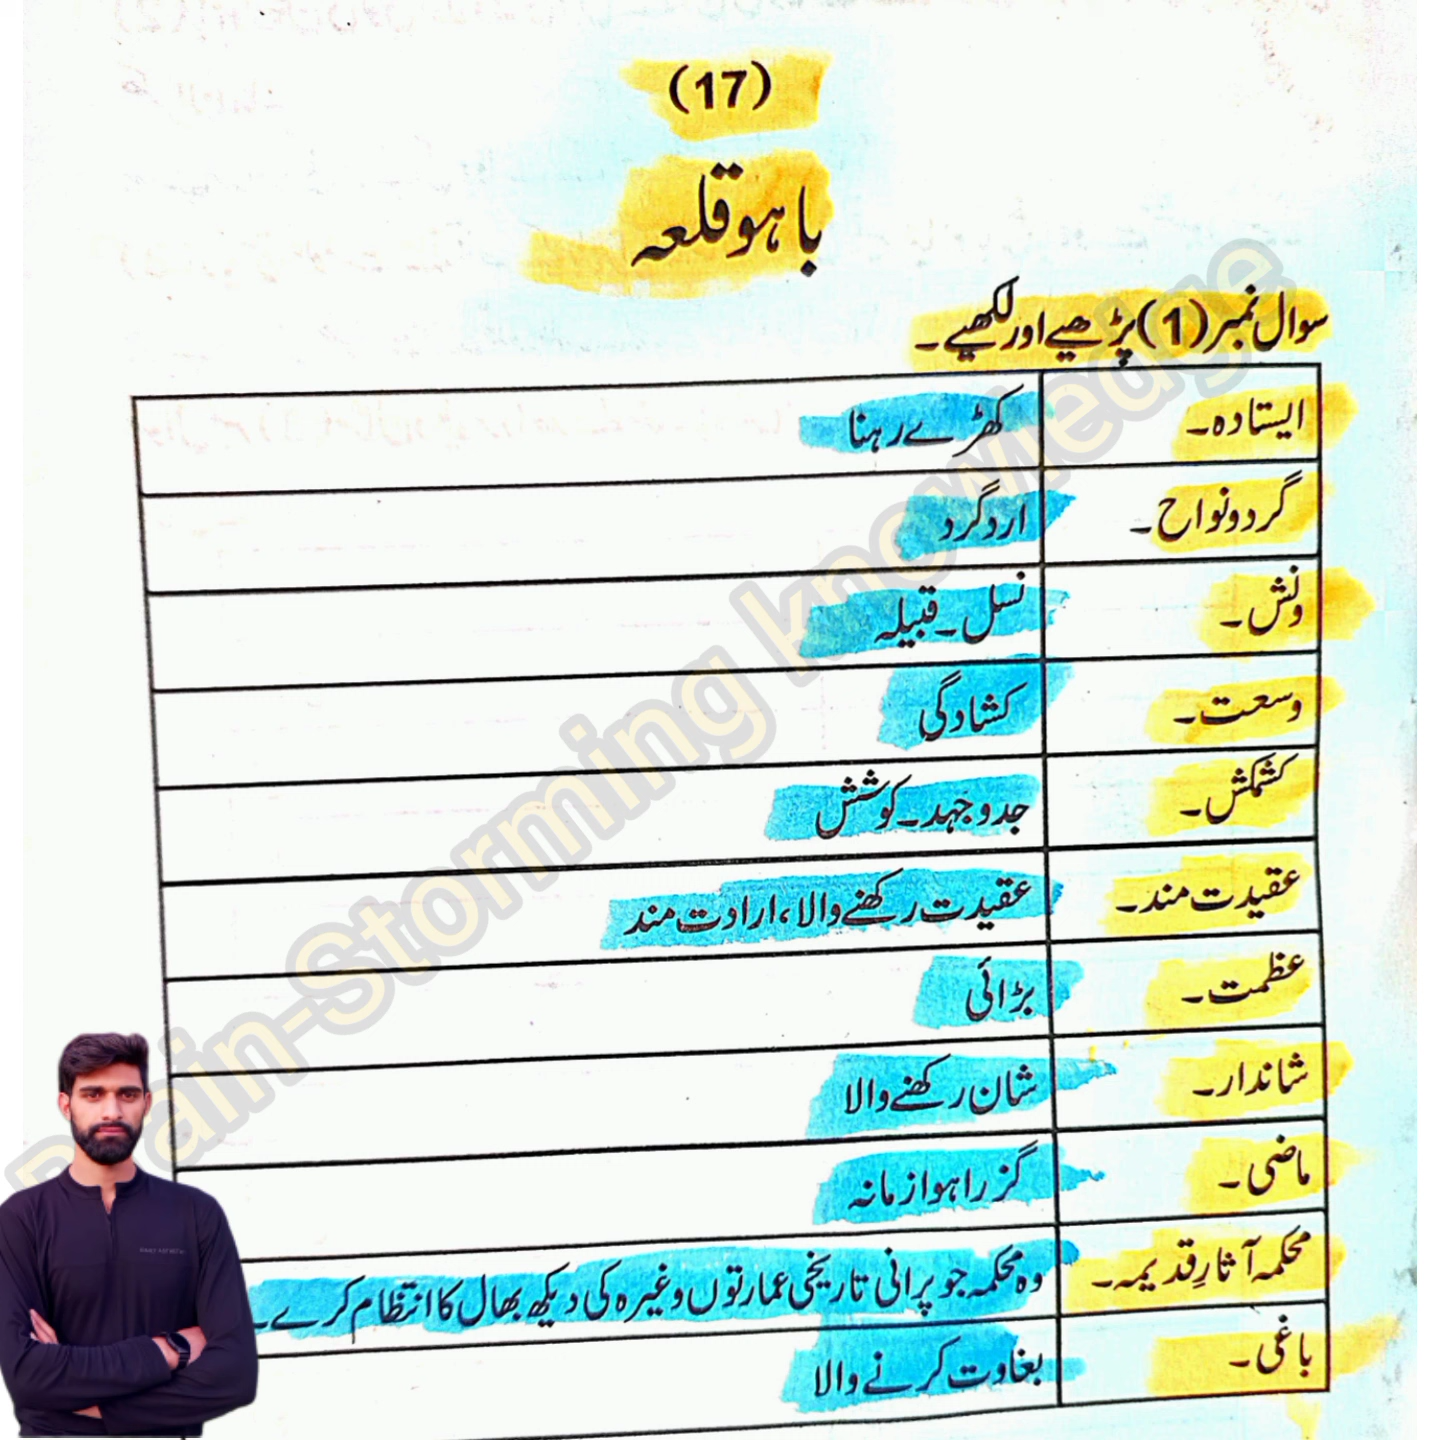 (17)
باہو قلعہ
سوال نمبر (1) پڑھیے اور لکھیے۔
ایستادہ۔ کھڑے رہنا
گردونواح۔ اردگرد
ونش۔ نسل۔قبیلہ
وسعت۔ کشادگی
کشمکش۔ جدوجہد۔کوشش
عقیدت مند۔ عقیدت رکھنے والا، ارادت مند
عظمت۔ بڑائی
شاندار۔ شان رکھنے والا
ماضی۔ گزرا ہوا زمانہ
محکمہ آثارِ قدیمہ۔ وہ محکمہ جو پرانی تاریخی عمارتوں وغیرہ کی دیکھ بھال کا انتظام کرے۔
باغی۔ بغاوت کرنے والا
Brain-Storming knowledge